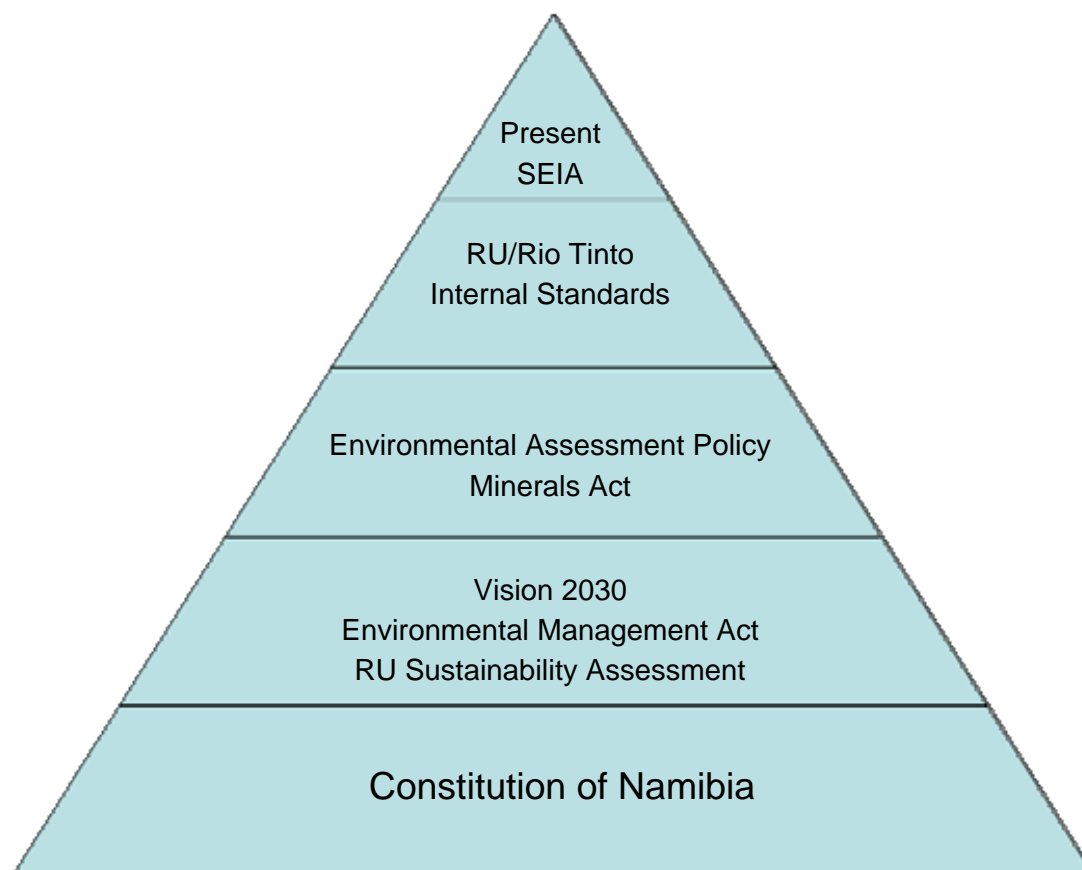 Present
SEIA
RU/Rio Tinto
Internal Standards
Environmental Assessment Policy
Minerals Act
Vision 2030
Environmental Management Act
RU Sustainability Assessment
Constitution of Namibia